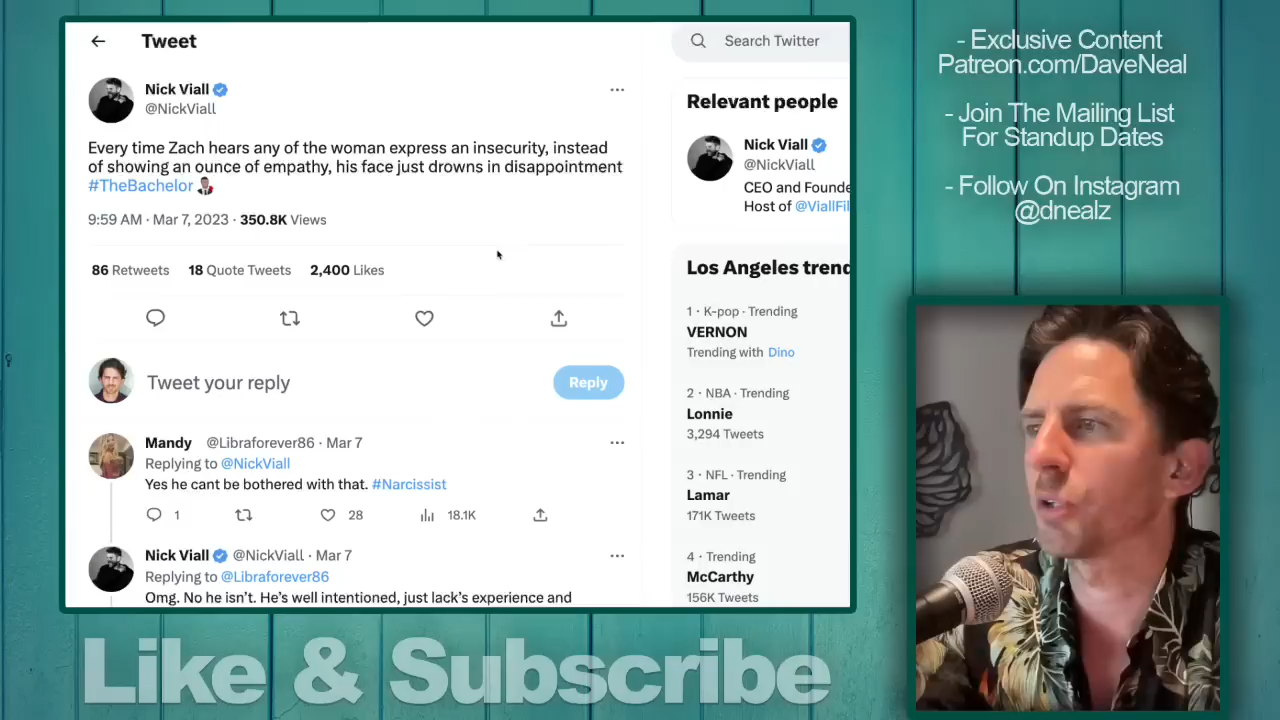 Tweet
Nick Viall
@NickViall
Every time Zach hears any of the woman express an insecurity, instead
of showing an ounce of empathy, his face just drowns in disappointment
#TheBachelor
9:59 AM · Mar 7, 2023 · 350.8K Views
86 Retweets 18 Quote Tweets 2,400 Likes
Tweet your reply
Reply
Mandy @Libraforever86 · Mar 7
Replying to @NickViall
Yes he cant be bothered with that. #Narcissist
1 28 18.1K
Nick Viall @NickViall · Mar 7
Replying to @Libraforever86
Omg. No he isn't. He's well intentioned, just lack's experience and
Search Twitter
Relevant people
Nick Viall
@NickViall
CEO and Founde
Host of @ViallFil
Los Angeles trend
1 · K-pop · Trending
VERNON
Trending with Dino
2 · NBA · Trending
Lonnie
3,294 Tweets
3 · NFL · Trending
Lamar
171K Tweets
4 · Trending
McCarthy
156K Tweets
- Exclusive Content
Patreon.com/DaveNeal
- Join The Mailing List
For Standup Dates
- Follow On Instagram
@dnealz
Like & Subscribe